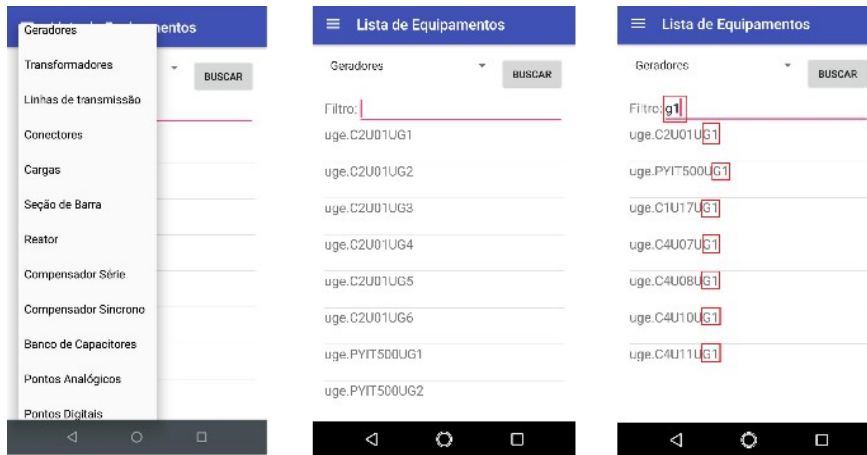 entos
Geradores
Transformadores
BUSCAR
Linhas de transmissão
Conectores
Cargas
Seção de Barra
Reator
Compensador Série
Compensador Síncrono
Banco de Capacitores
Pontos Analógicos
Pontos Digitais
Lista de Equipamentos
Geradores
BUSCAR
Filtro:
uge.C2U01UG1
uge.C2U01UG2
uge.C2U01UG3
uge.C2U01UG4
uge.C2U01UG5
uge.C2U01UG6
uge.PYIT500UG1
uge.PYIT500UG2
Lista de Equipamentos
Geradores
BUSCAR
Filtro: g1
uge.C2U01UG1
uge.PYIT500UG1
uge.C1U17UG1
uge.C4U07UG1
uge.C4U08UG1
uge.C4U10UG1
uge.C4U11UG1